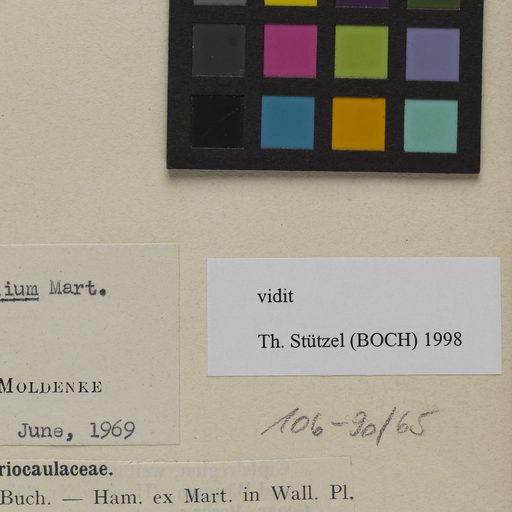 Mart.
vidit
Th. Stützel (BOCH) 1998
MOLDENKE
June, 1969
106-90/65
riocaulaceae.
Buch. — Ham. ex Mart. in Wall. Pl.